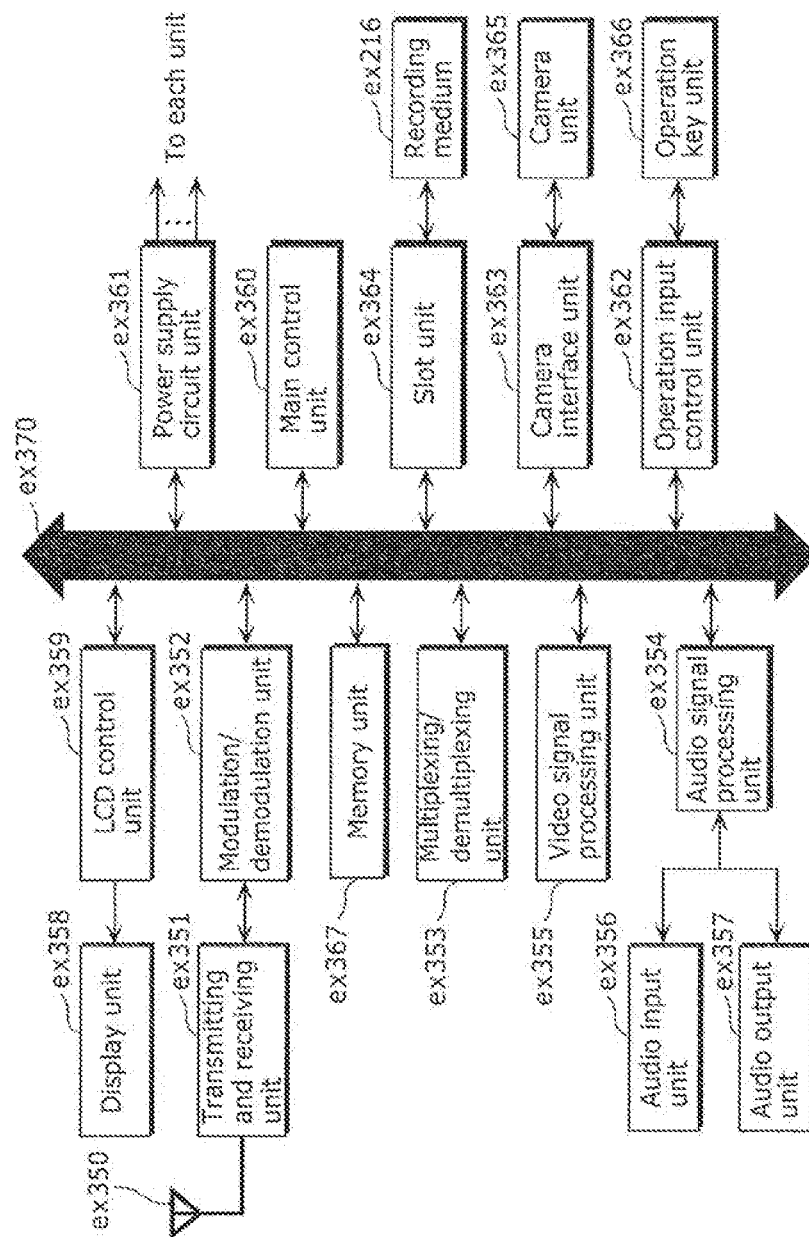 ex350
ex358
Display unit
ex359
LCD control
unit
ex351
Transmitting
and receiving
unit
ex352
Modulation/
demodulation unit
ex367
Memory unit
ex353
Multiplexing/
demultiplexing
unit
ex355
Video signal
processing unit
ex356
Audio input
unit
ex357
Audio output
unit
ex354
Audio signal
processing
unit
ex370
ex361
Power supply
circuit unit
To each unit
ex360
Main control
unit
ex364
Slot unit
ex216
Recording
medium
ex363
Camera
interface unit
ex365
Camera
unit
ex362
Operation input
control unit
ex366
Operation
key unit